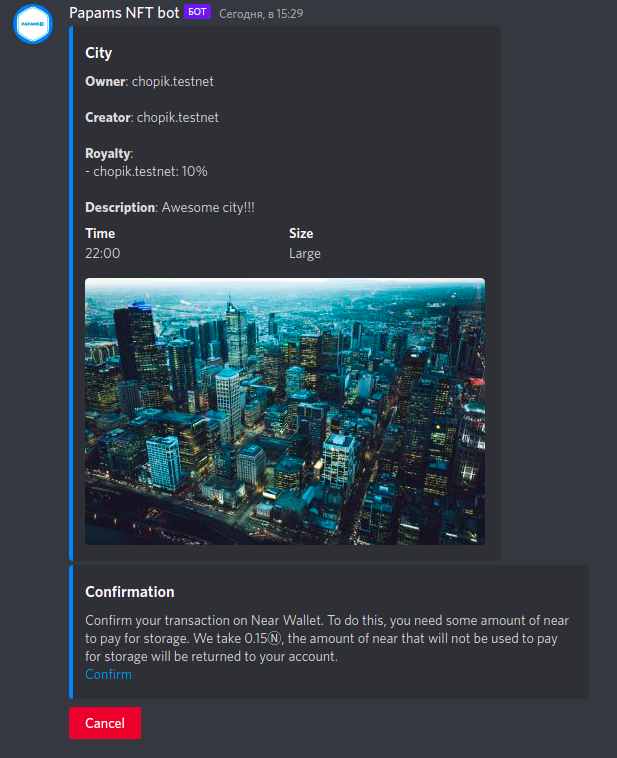 PAPAMS
Papams NFT bot БОТ Сегодня, в 15:29
City
Owner: chopik.testnet
Creator: chopik.testnet
Royalty:
- chopik.testnet: 10%
Description: Awesome city!!!
Time Size
22:00 Large
Confirmation
Confirm your transaction on Near Wallet. To do this, you need some amount of near
to pay for storage. We take 0.15Ⓝ, the amount of near that will not be used to pay
for storage will be returned to your account.
Confirm
Cancel